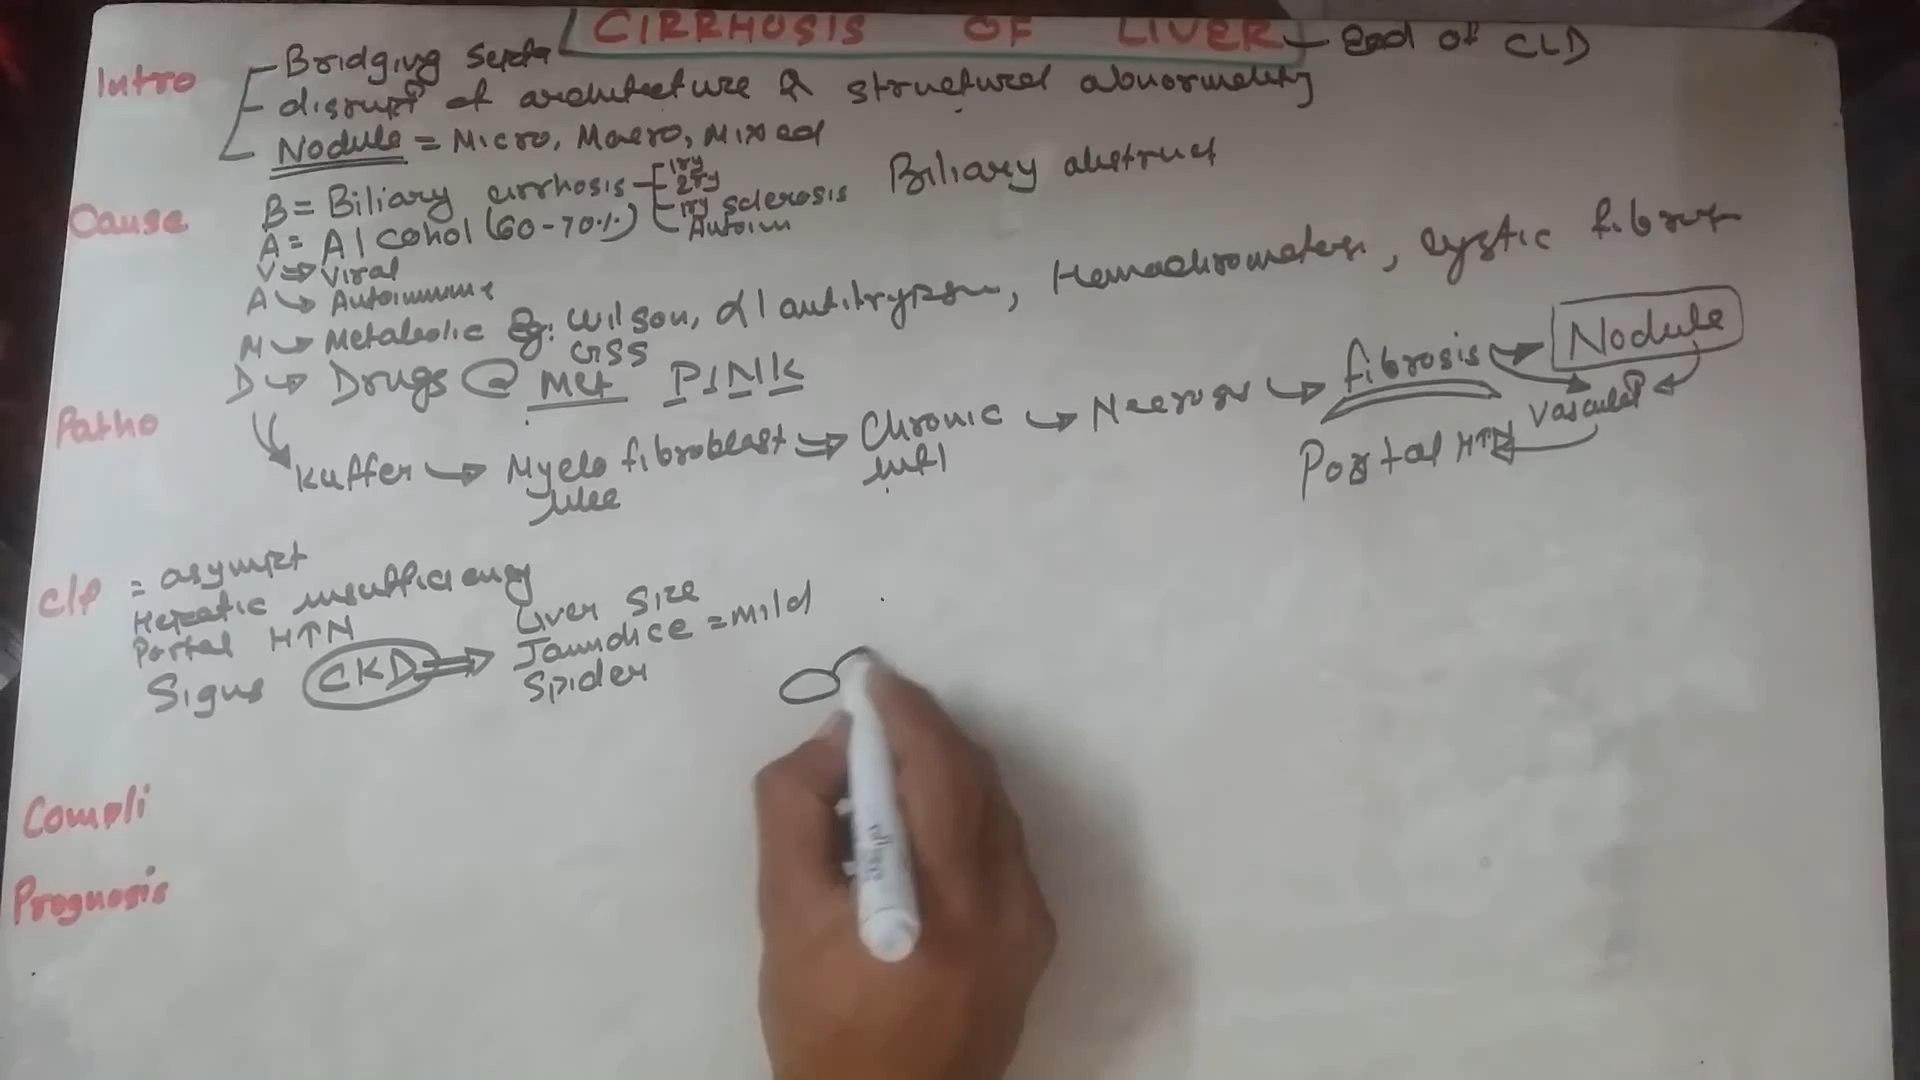 CIRRHOSIS OF LIVER - End of CLD
Intro
Bridging Septa
disrupt of architecture & structural abnormality
Nodule = Micro, Macro, Mixed
Cause
B = Biliary cirrhosis
1ry
2ry
1ry sclerosis
Autoim
Biliary obstruct
A = Alcohol (60-70%)
V ⇒ Viral
A → Autoimmune
M → Metabolic Eg: Wilson, α1 antitrypsin, Hemochromatosis, cystic fibrosis
GSS
D → Drugs @ Met PINK
Patho
Kuffer → Myelo fibroblast ⇒ Chronic → Necrosis → fibrosis → Nodule
like
infl
Vascular
Portal HTN
C/P = asympt
Hepatic insufficiency
Portal HTN
Signs CKD ⇒
Liver Size
Jaundice = mild
Spider
Compli
Prognosis